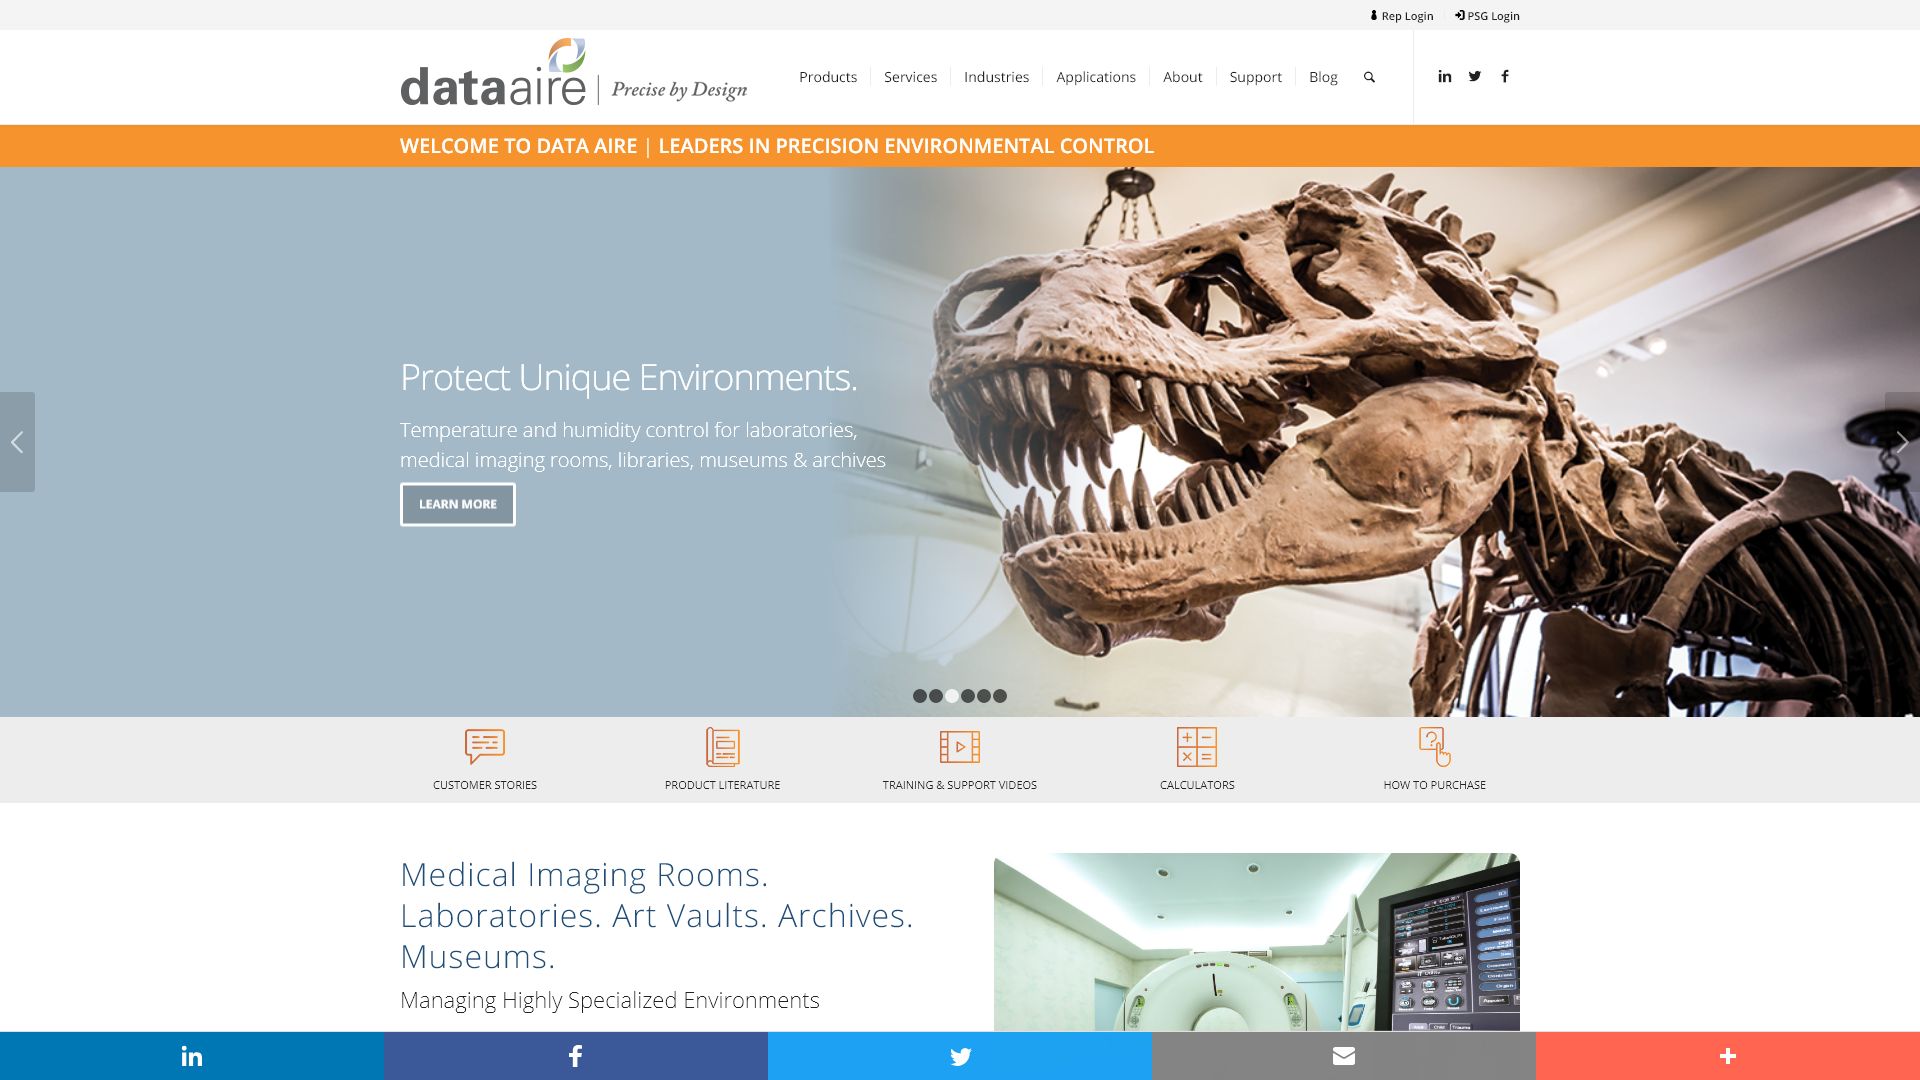 Rep Login
PSG Login
dataaire | Precise by Design
Products
Services
Industries
Applications
About
Support
Blog
WELCOME TO DATA AIRE | LEADERS IN PRECISION ENVIRONMENTAL CONTROL
Protect Unique Environments.
Temperature and humidity control for laboratories,
medical imaging rooms, libraries, museums & archives
LEARN MORE
CUSTOMER STORIES
PRODUCT LITERATURE
TRAINING & SUPPORT VIDEOS
CALCULATORS
HOW TO PURCHASE
Medical Imaging Rooms.
Laboratories. Art Vaults. Archives.
Museums.
Managing Highly Specialized Environments